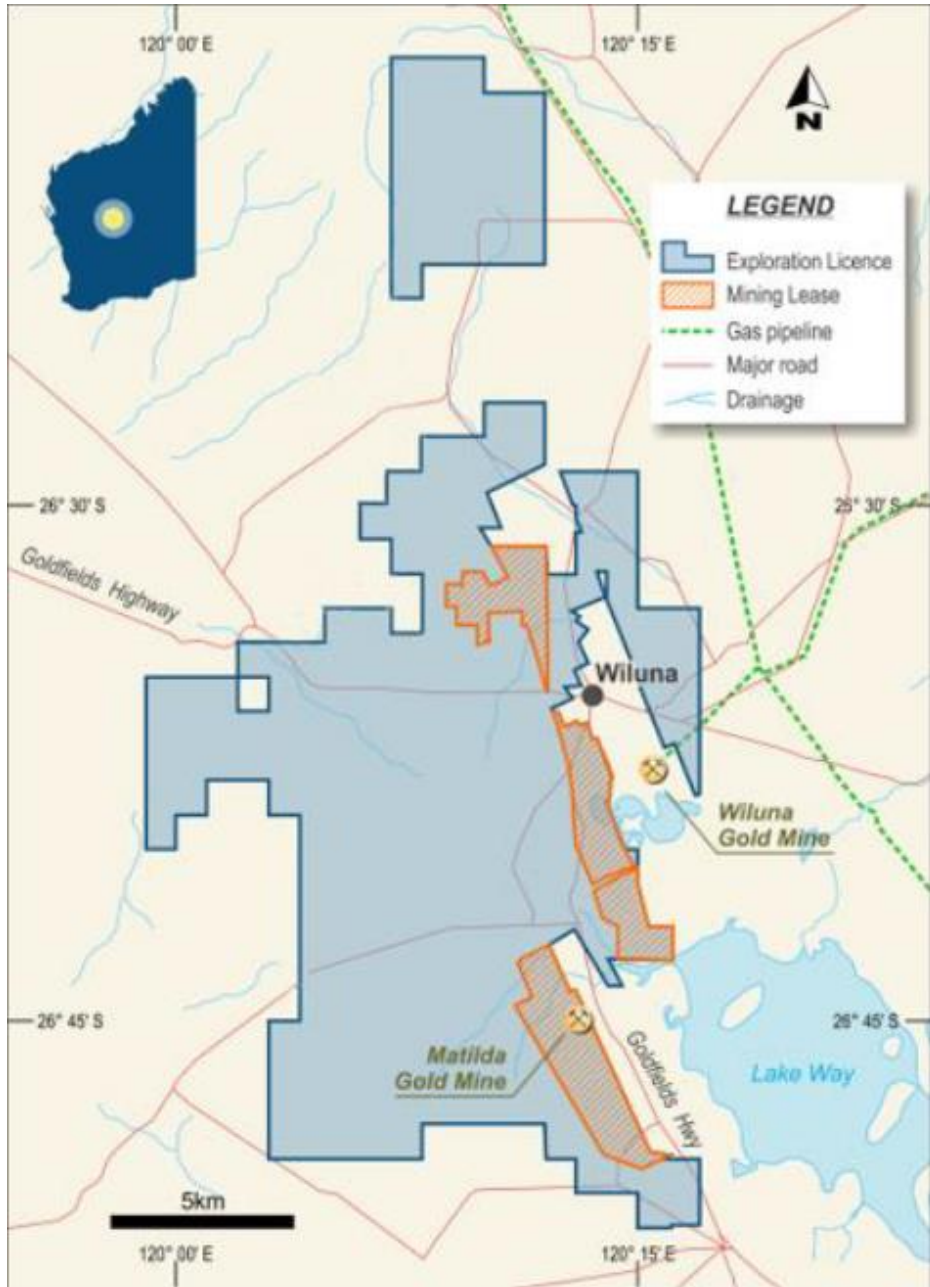 120° 00' E
120° 15' E
N
LEGEND
Exploration Licence
Mining Lease
Gas pipeline
Major road
Drainage
26° 30' S
25° 30' S
Goldfields Highway
Wiluna
Wiluna
Gold Mine
26° 45' S
26° 45' S
Matilda
Gold Mine
Goldfields Hwy
Lake Way
5km
120° 00' E
120° 15' E